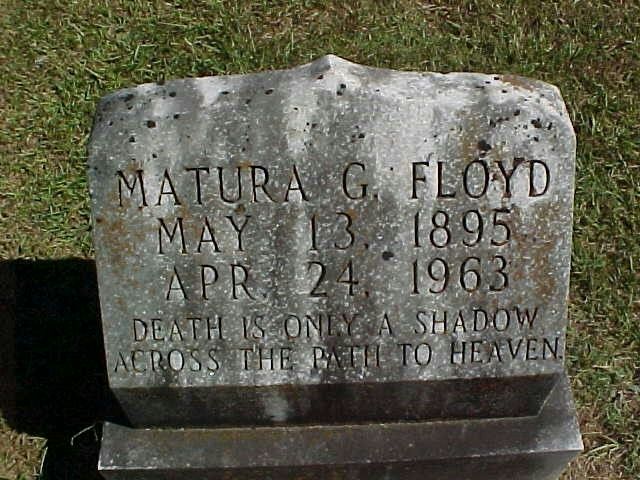 MATURA G. FLOYD
MAY 13, 1895
APR. 24, 1963
DEATH IS ONLY A SHADOW
ACROSS THE PATH TO HEAVEN.